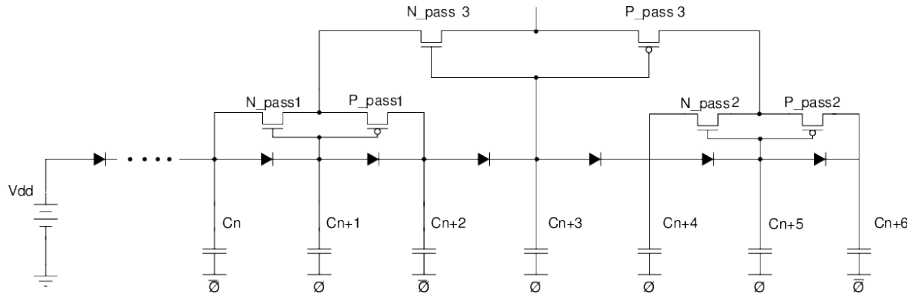 N_pass 3 P_pass 3
N_pass1 P_pass1 N_pass2 P_pass2
Vdd
Cn Cn+1 Cn+2 Cn+3 Cn+4 Cn+5 Cn+6
Ø̅ Ø Ø̅ Ø Ø Ø Ø̅